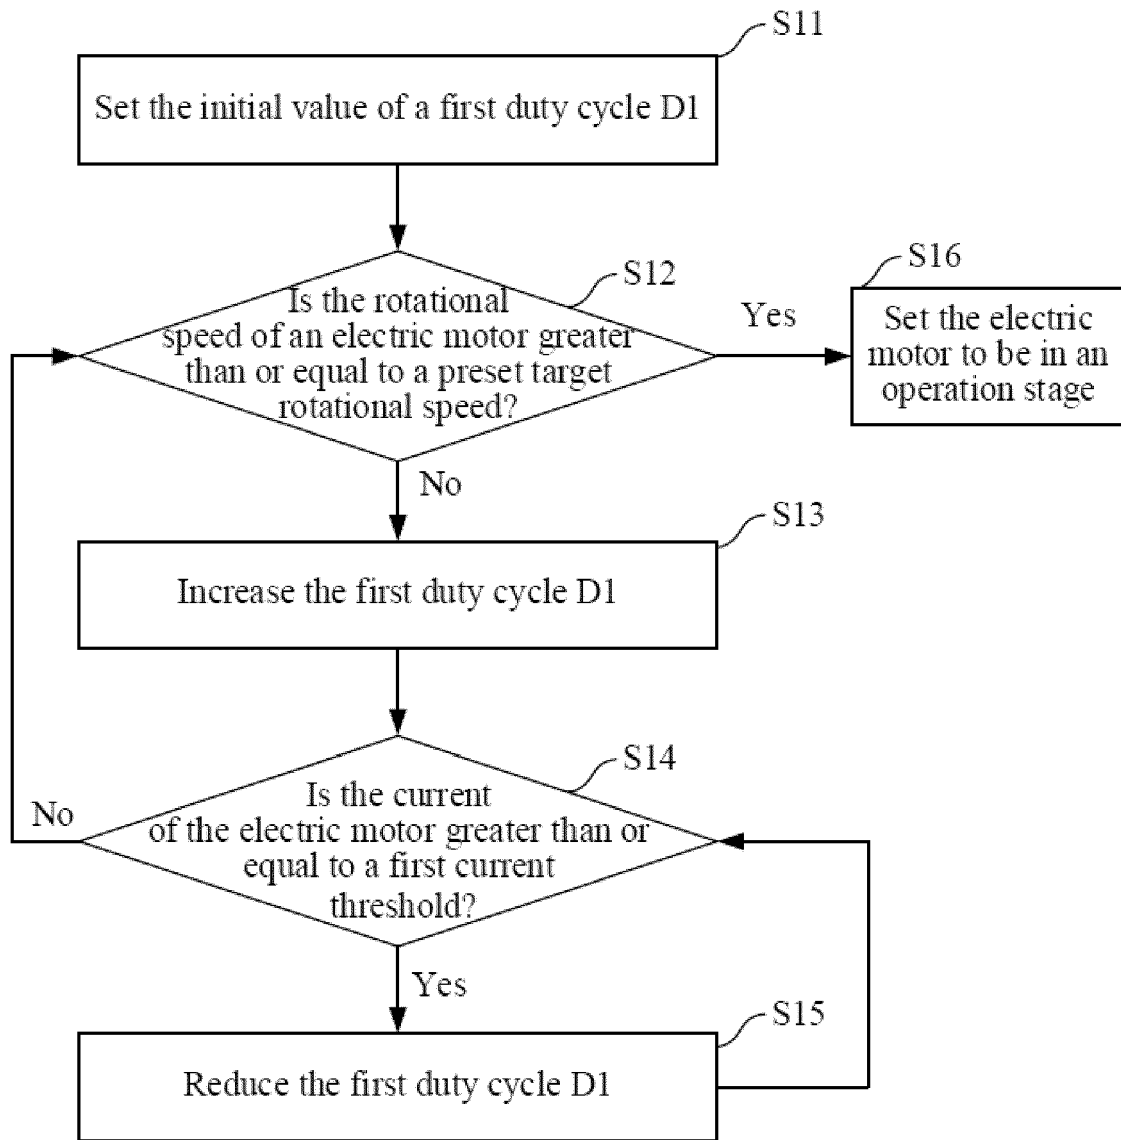 S11
Set the initial value of a first duty cycle D1
S12
Is the rotational
speed of an electric motor greater
than or equal to a preset target
rotational speed?
Yes
S16
Set the electric
motor to be in an
operation stage
No
S13
Increase the first duty cycle D1
S14
Is the current
of the electric motor greater than or
equal to a first current
threshold?
No
Yes
S15
Reduce the first duty cycle D1